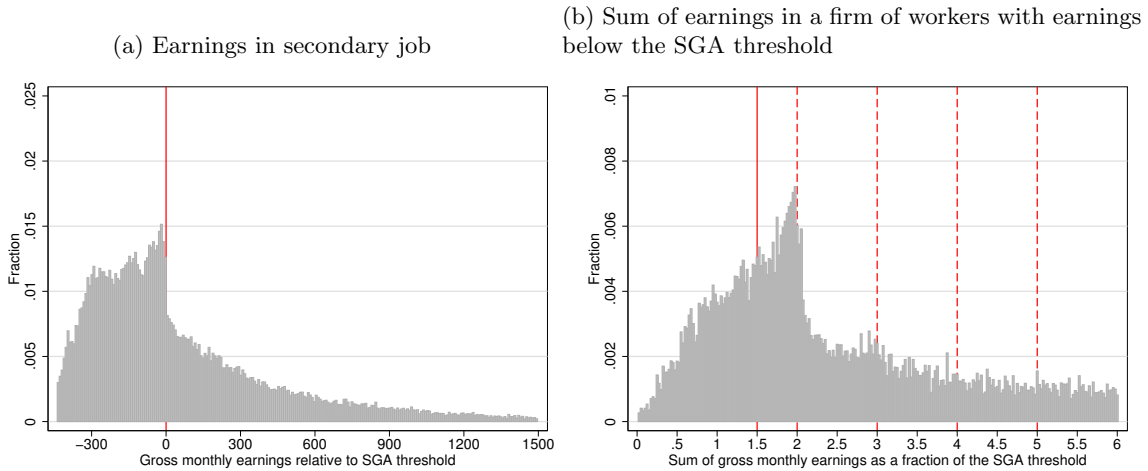 (a) Earnings in secondary job
Fraction
.025
.02
.015
.01
.005
0
-300 0 300 600 900 1200 1500
Gross monthly earnings relative to SGA threshold
(b) Sum of earnings in a firm of workers with earnings
below the SGA threshold
Fraction
.01
.008
.006
.004
.002
0
0 .5 1 1.5 2 2.5 3 3.5 4 4.5 5 5.5 6
Sum of gross monthly earnings as a fraction of the SGA threshold